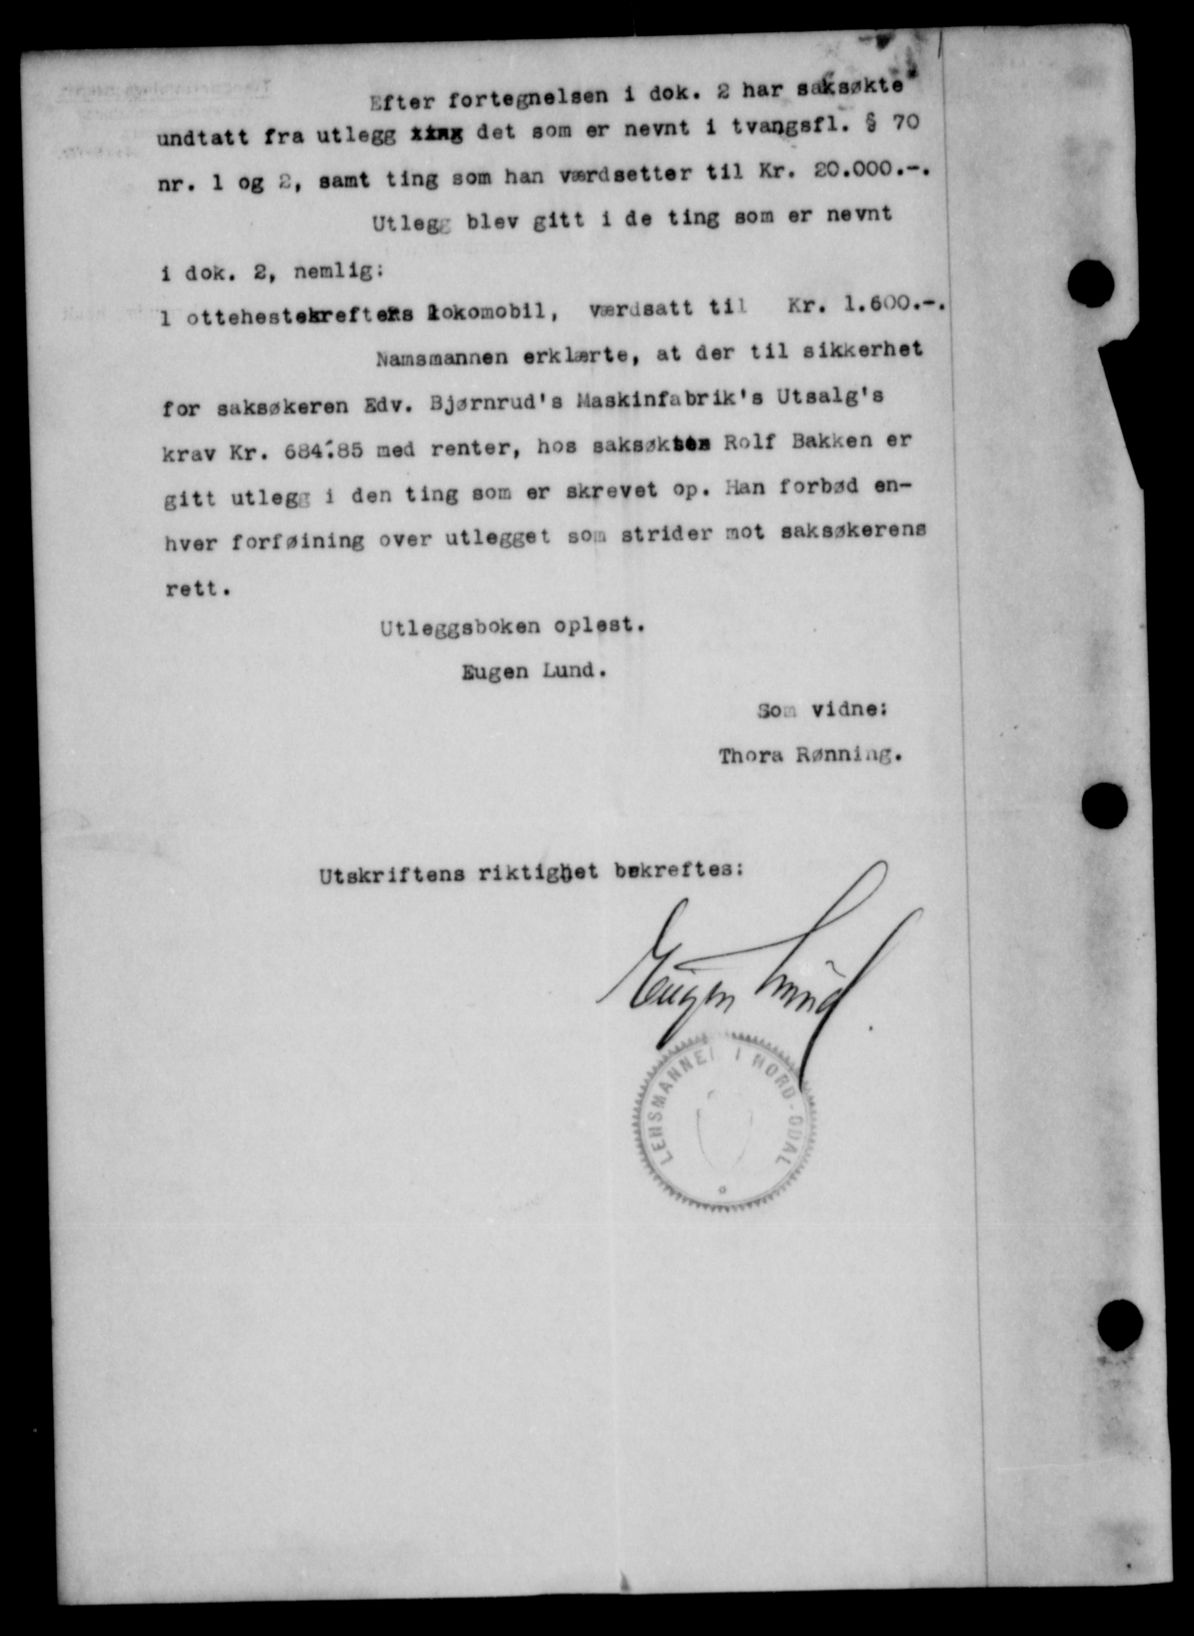 Efter fortegnelsen i dok. 2 har saksøkte
undtatt fra utlegg det som er nevnt i tvangsfl. § 70
nr. 1 og 2, samt ting som han værdsetter til Kr. 20.000.-.
Utlegg blev gitt i de ting som er nevnt
i dok. 2, nemlig:
1 ottehestekrefters lokomobil, værdsatt til Kr. 1.600.-.
Namsmannen erklærte, at der til sikkerhet
for saksøkeren Edv. Bjørnrud's Maskinfabrik's Utsalg's
krav Kr. 684.85 med renter, hos saksøkte Rolf Bakken er
gitt utlegg i den ting som er skrevet op. Han forbød en-
hver forføining over utlegget som strider mot saksøkerens
rett.
Utleggsboken oplest.
Eugen Lund.
Som vidne:
Thora Rønning.
Utskriftens riktighet bekreftes:
Eugen Lund.
LENSMANNEN I NORD-ODAL